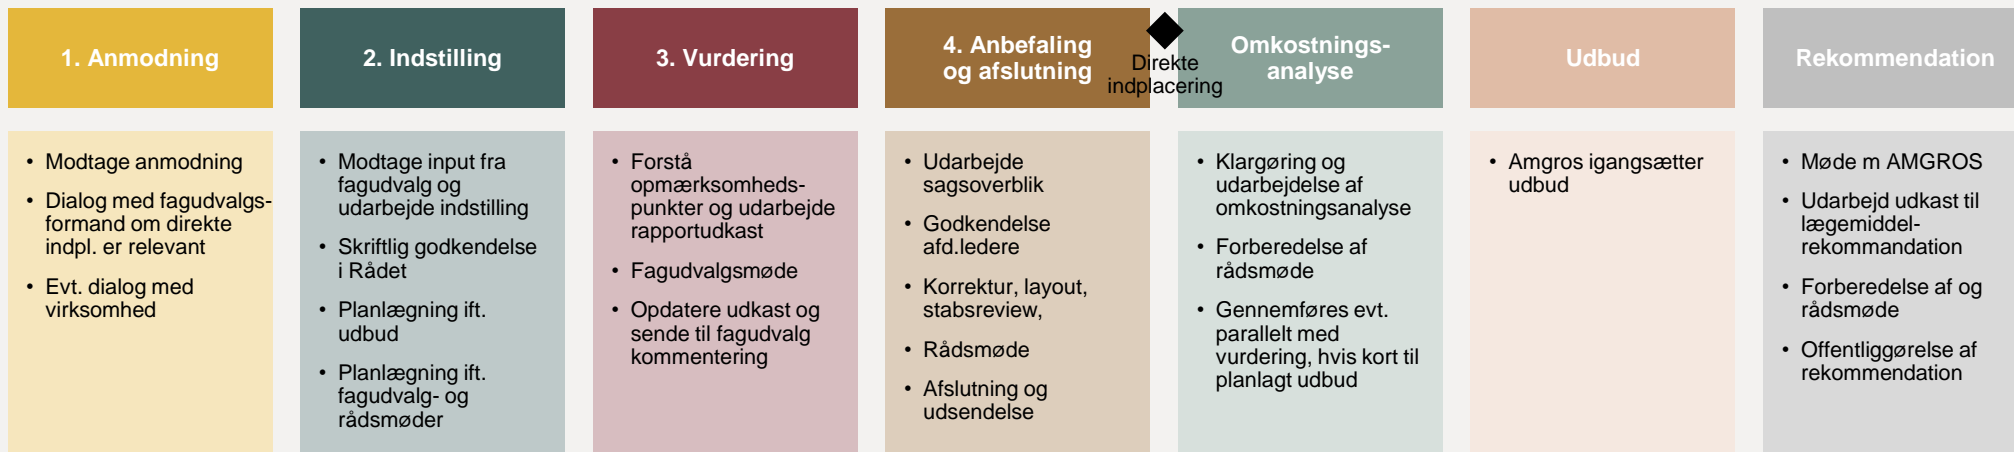 1. Anmodning
2. Indstilling
3. Vurdering
4. Anbefaling
og afslutning
Direkte
indplacering
Omkostnings-
analyse
Udbud
Rekommendation
• Modtage anmodning
• Dialog med fagudvalgs-
formand om direkte
indpl. er relevant
• Evt. dialog med
virksomhed
• Modtage input fra
fagudvalg og
udarbejde indstilling
• Skriftlig godkendelse
i Rådet
• Planlægning ift.
udbud
• Planlægning ift.
fagudvalg- og
rådsmøder
• Forstå
opmærksomheds-
punkter og udarbejde
rapportudkast
• Fagudvalgsmøde
• Opdatere udkast og
sende til fagudvalg
kommentering
• Udarbejde
sagsoverblik
• Godkendelse
afd.ledere
• Korrektur, layout,
stabsreview,
• Rådsmøde
• Afslutning og
udsendelse
• Klargøring og
udarbejdelse af
omkostningsanalyse
• Forberedelse af
rådsmøde
• Gennemføres evt.
parallelt med
vurdering, hvis kort til
planlagt udbud
• Amgros igangsætter
udbud
• Møde m AMGROS
• Udarbejd udkast til
lægemiddel-
rekommandation
• Forberedelse af og
rådsmøde
• Offentliggørelse af
rekommendation